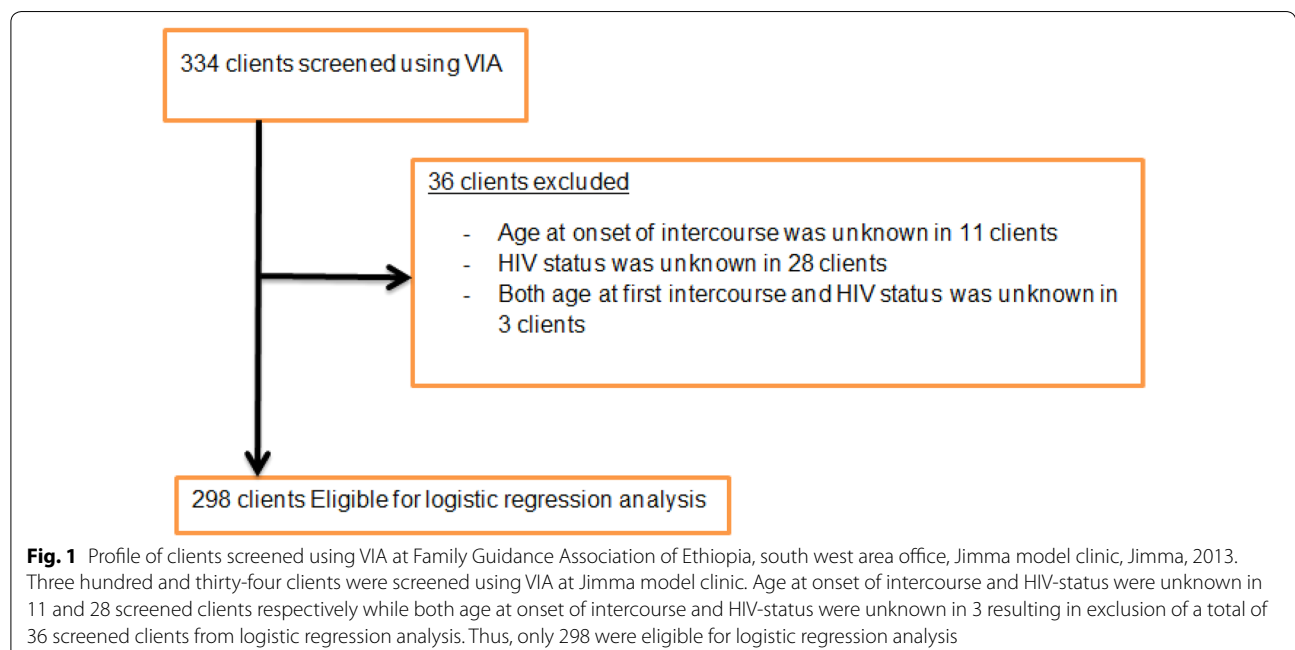 334 clients screened using VIA
36 clients excluded
- Age at onset of intercourse was unknown in 11 clients
- HIV status was unknown in 28 clients
- Both age at first intercourse and HIV status was unknown in
3 clients
298 clients Eligible for logistic regression analysis
Fig. 1 Profile of clients screened using VIA at Family Guidance Association of Ethiopia, south west area office, Jimma model clinic, Jimma, 2013.
Three hundred and thirty-four clients were screened using VIA at Jimma model clinic. Age at onset of intercourse and HIV-status were unknown in
11 and 28 screened clients respectively while both age at onset of intercourse and HIV-status were unknown in 3 resulting in exclusion of a total of
36 screened clients from logistic regression analysis. Thus, only 298 were eligible for logistic regression analysis